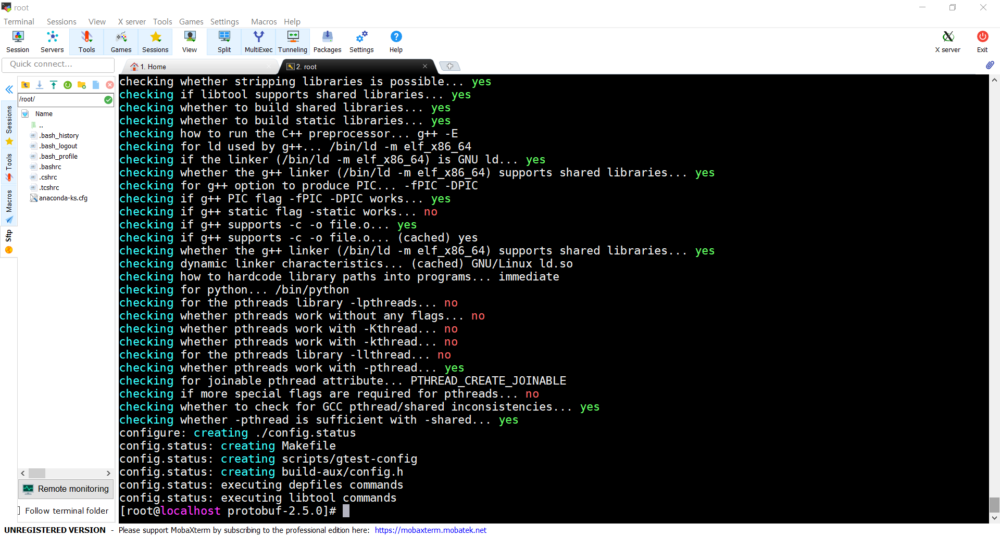 root
Terminal Sessions View X server Tools Games Settings Macros Help
Session Servers Tools Games Sessions View Split MultiExec Tunneling Packages Settings Help X server Exit
Quick connect...
1. Home
2. root
/root/
Name
..
.bash_history
.bash_logout
.bash_profile
.bashrc
.cshrc
.tcshrc
anaconda-ks.cfg
Sessions
Tools
Macros
Sftp
Remote monitoring
Follow terminal folder
checking whether stripping libraries is possible... yes
checking if libtool supports shared libraries... yes
checking whether to build shared libraries... yes
checking whether to build static libraries... yes
checking how to run the C++ preprocessor... g++ -E
checking for ld used by g++... /bin/ld -m elf_x86_64
checking if the linker (/bin/ld -m elf_x86_64) is GNU ld... yes
checking whether the g++ linker (/bin/ld -m elf_x86_64) supports shared libraries... yes
checking for g++ option to produce PIC... -fPIC -DPIC
checking if g++ PIC flag -fPIC -DPIC works... yes
checking if g++ static flag -static works... no
checking if g++ supports -c -o file.o... yes
checking if g++ supports -c -o file.o... (cached) yes
checking whether the g++ linker (/bin/ld -m elf_x86_64) supports shared libraries... yes
checking dynamic linker characteristics... (cached) GNU/Linux ld.so
checking how to hardcode library paths into programs... immediate
checking for python... /bin/python
checking for the pthreads library -lpthreads... no
checking whether pthreads work without any flags... no
checking whether pthreads work with -Kthread... no
checking whether pthreads work with -kthread... no
checking for the pthreads library -llthread... no
checking whether pthreads work with -pthread... yes
checking for joinable pthread attribute... PTHREAD_CREATE_JOINABLE
checking if more special flags are required for pthreads... no
checking whether to check for GCC pthread/shared inconsistencies... yes
checking whether -pthread is sufficient with -shared... yes
configure: creating ./config.status
config.status: creating Makefile
config.status: creating scripts/gtest-config
config.status: creating build-aux/config.h
config.status: executing depfiles commands
config.status: executing libtool commands
[root@localhost protobuf-2.5.0]#
UNREGISTERED VERSION - Please support MobaXterm by subscribing to the professional edition here: https://mobaxterm.mobatek.net